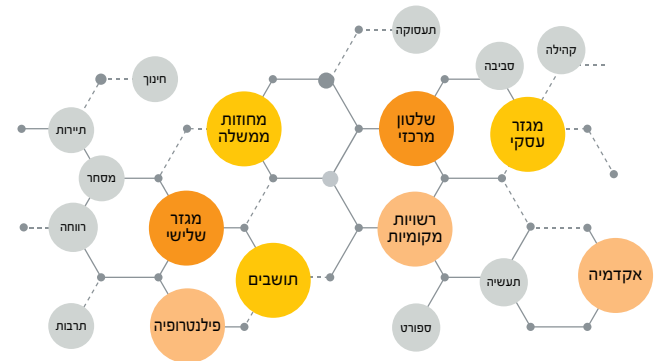 תעסוקה
קהילה
סביבה
חינוך
מגזר
עסקי
שלטון
מרכזי
מחוזות
ממשלה
תיירות
מסחר
רשויות
מקומיות
מגזר
שלישי
רווחה
אקדמיה
תעשיה
תושבים
ספורט
פילנטרופיה
תרבות